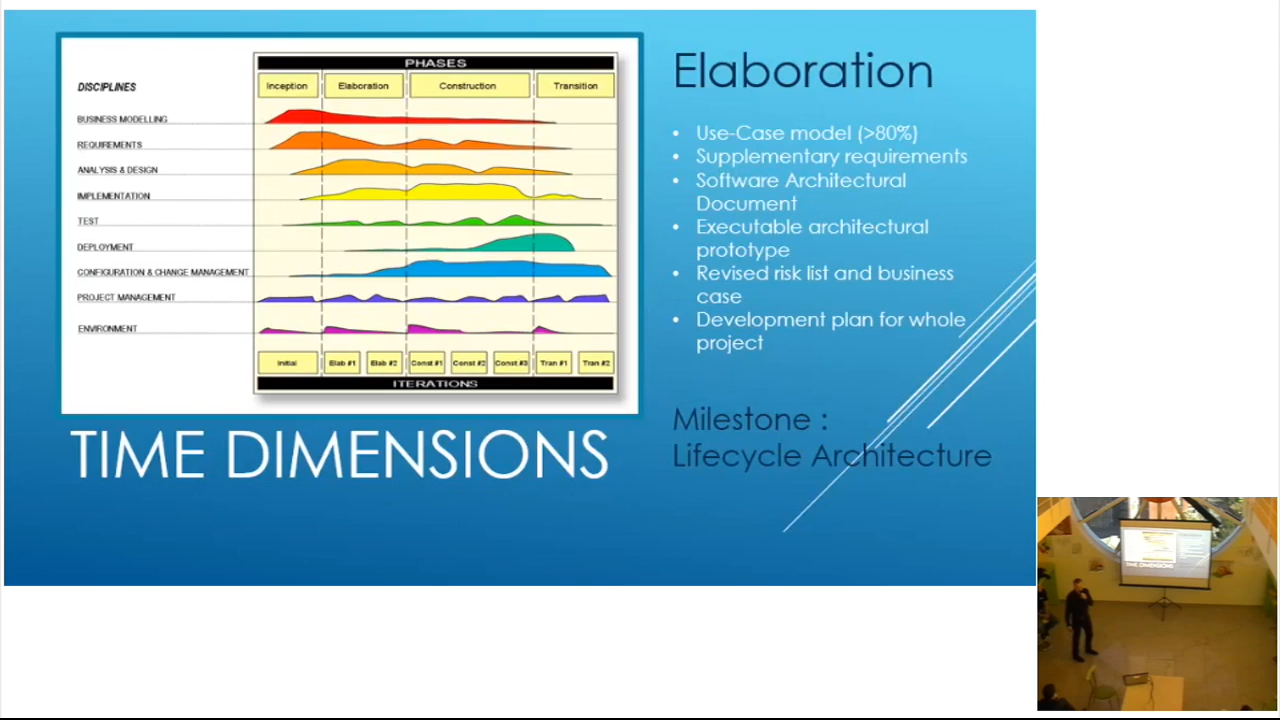 PHASES
DISCIPLINES
Inception
Elaboration
Construction
Transition
BUSINESS MODELLING
REQUIREMENTS
ANALYSIS & DESIGN
IMPLEMENTATION
TEST
DEPLOYMENT
CONFIGURATION & CHANGE MANAGEMENT
PROJECT MANAGEMENT
ENVIRONMENT
Initial
Elab #1
Elab #2
Const #1
Const #2
Const #3
Tran #1
Tran #2
ITERATIONS
TIME DIMENSIONS
Elaboration
• Use-Case model (>80%)
• Supplementary requirements
• Software Architectural
Document
• Executable architectural
prototype
• Revised risk list and business
case
• Development plan for whole
project
Milestone :
Lifecycle Architecture
TIME DIMENSIONS